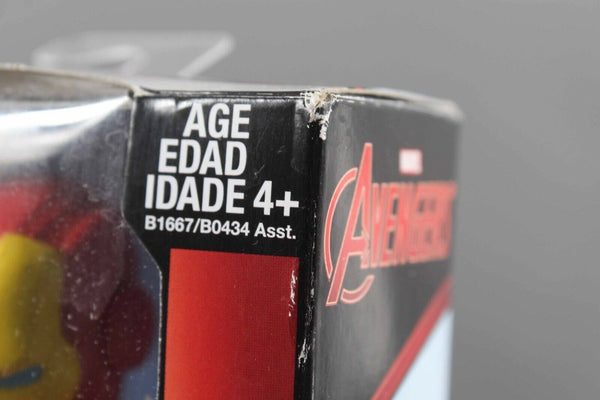 AGE
EDAD
IDADE 4+
B1667/B0434 Asst.
MARVEL
AVENGERS